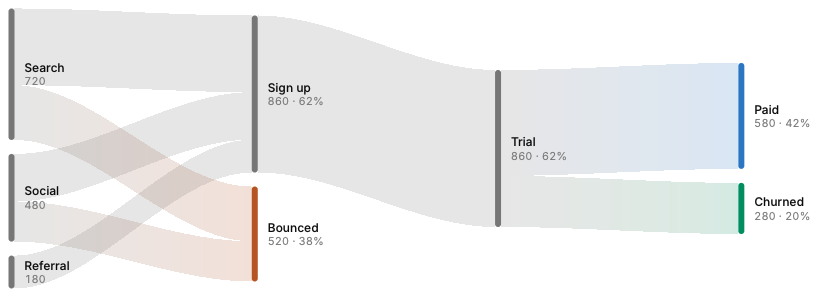 Search
720
Social
480
Referral
180
Sign up
860 · 62%
Bounced
520 · 38%
Trial
860 · 62%
Paid
580 · 42%
Churned
280 · 20%